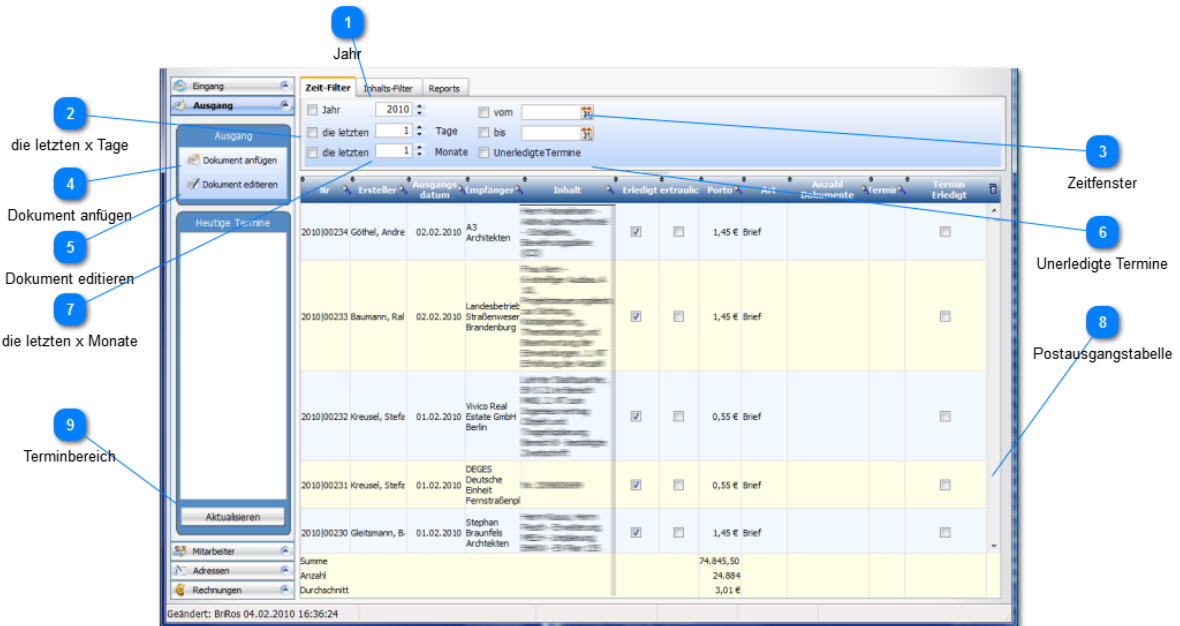 1
Jahr
2
die letzten x Tage
4
Dokument anfügen
5
Dokument editieren
7
die letzten x Monate
9
Terminbereich
3
Zeitfenster
6
Unerledigte Termine
8
Postausgangstabelle
Eingang
Ausgang
Ausgang
Dokument anfügen
Dokument editieren
Heutige Termine
Aktualisieren
Mitarbeiter
Adressen
Rechnungen
Zeit-Filter Inhalts-Filter Reports
Jahr 2010 vom 31
die letzten 1 Tage bis 31
die letzten 1 Monate Unerledigte Termine
Nr Ersteller Ausgangs datum Empfänger Inhalt Erledigt ertraulic Porto Art Anzahl Dokumente Termin Termin Erledigt
2010|00234 Göthel, Andre 02.02.2010 A3 Architekten 1,45 € Brief
2010|00233 Baumann, Ral 02.02.2010 Landesbetrieb Straßenweser Brandenburg 1,45 € Brief
2010|00232 Kreusel, Stefa 01.02.2010 Vivico Real Estate GmbH Berlin 0,55 € Brief
2010|00231 Kreusel, Stefa 01.02.2010 DEGES Deutsche Einheit Fernstraßenpl 0,55 € Brief
2010|00230 Gleitsmann, B. 01.02.2010 Stephan Braunfels Archtekten 1,45 € Brief
Summe 74.845,50
Anzahl 24.884
Durchschnitt 3,01 €
Geändert: BriRos 04.02.2010 16:36:24